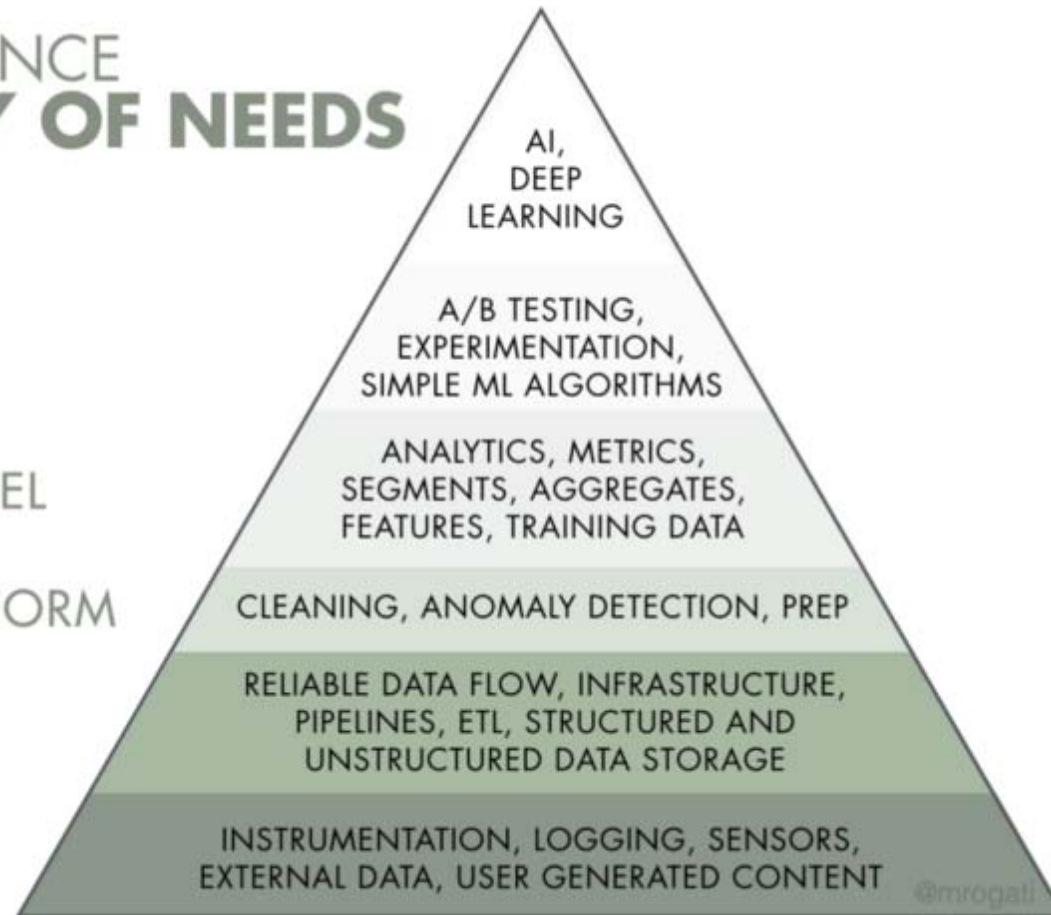 NCE
Y OF NEEDS
AI,
DEEP
LEARNING
A/B TESTING,
EXPERIMENTATION,
SIMPLE ML ALGORITHMS
ANALYTICS, METRICS,
SEGMENTS, AGGREGATES,
FEATURES, TRAINING DATA
EL
ORM
CLEANING, ANOMALY DETECTION, PREP
RELIABLE DATA FLOW, INFRASTRUCTURE,
PIPELINES, ETL, STRUCTURED AND
UNSTRUCTURED DATA STORAGE
INSTRUMENTATION, LOGGING, SENSORS,
EXTERNAL DATA, USER GENERATED CONTENT
@mrogati